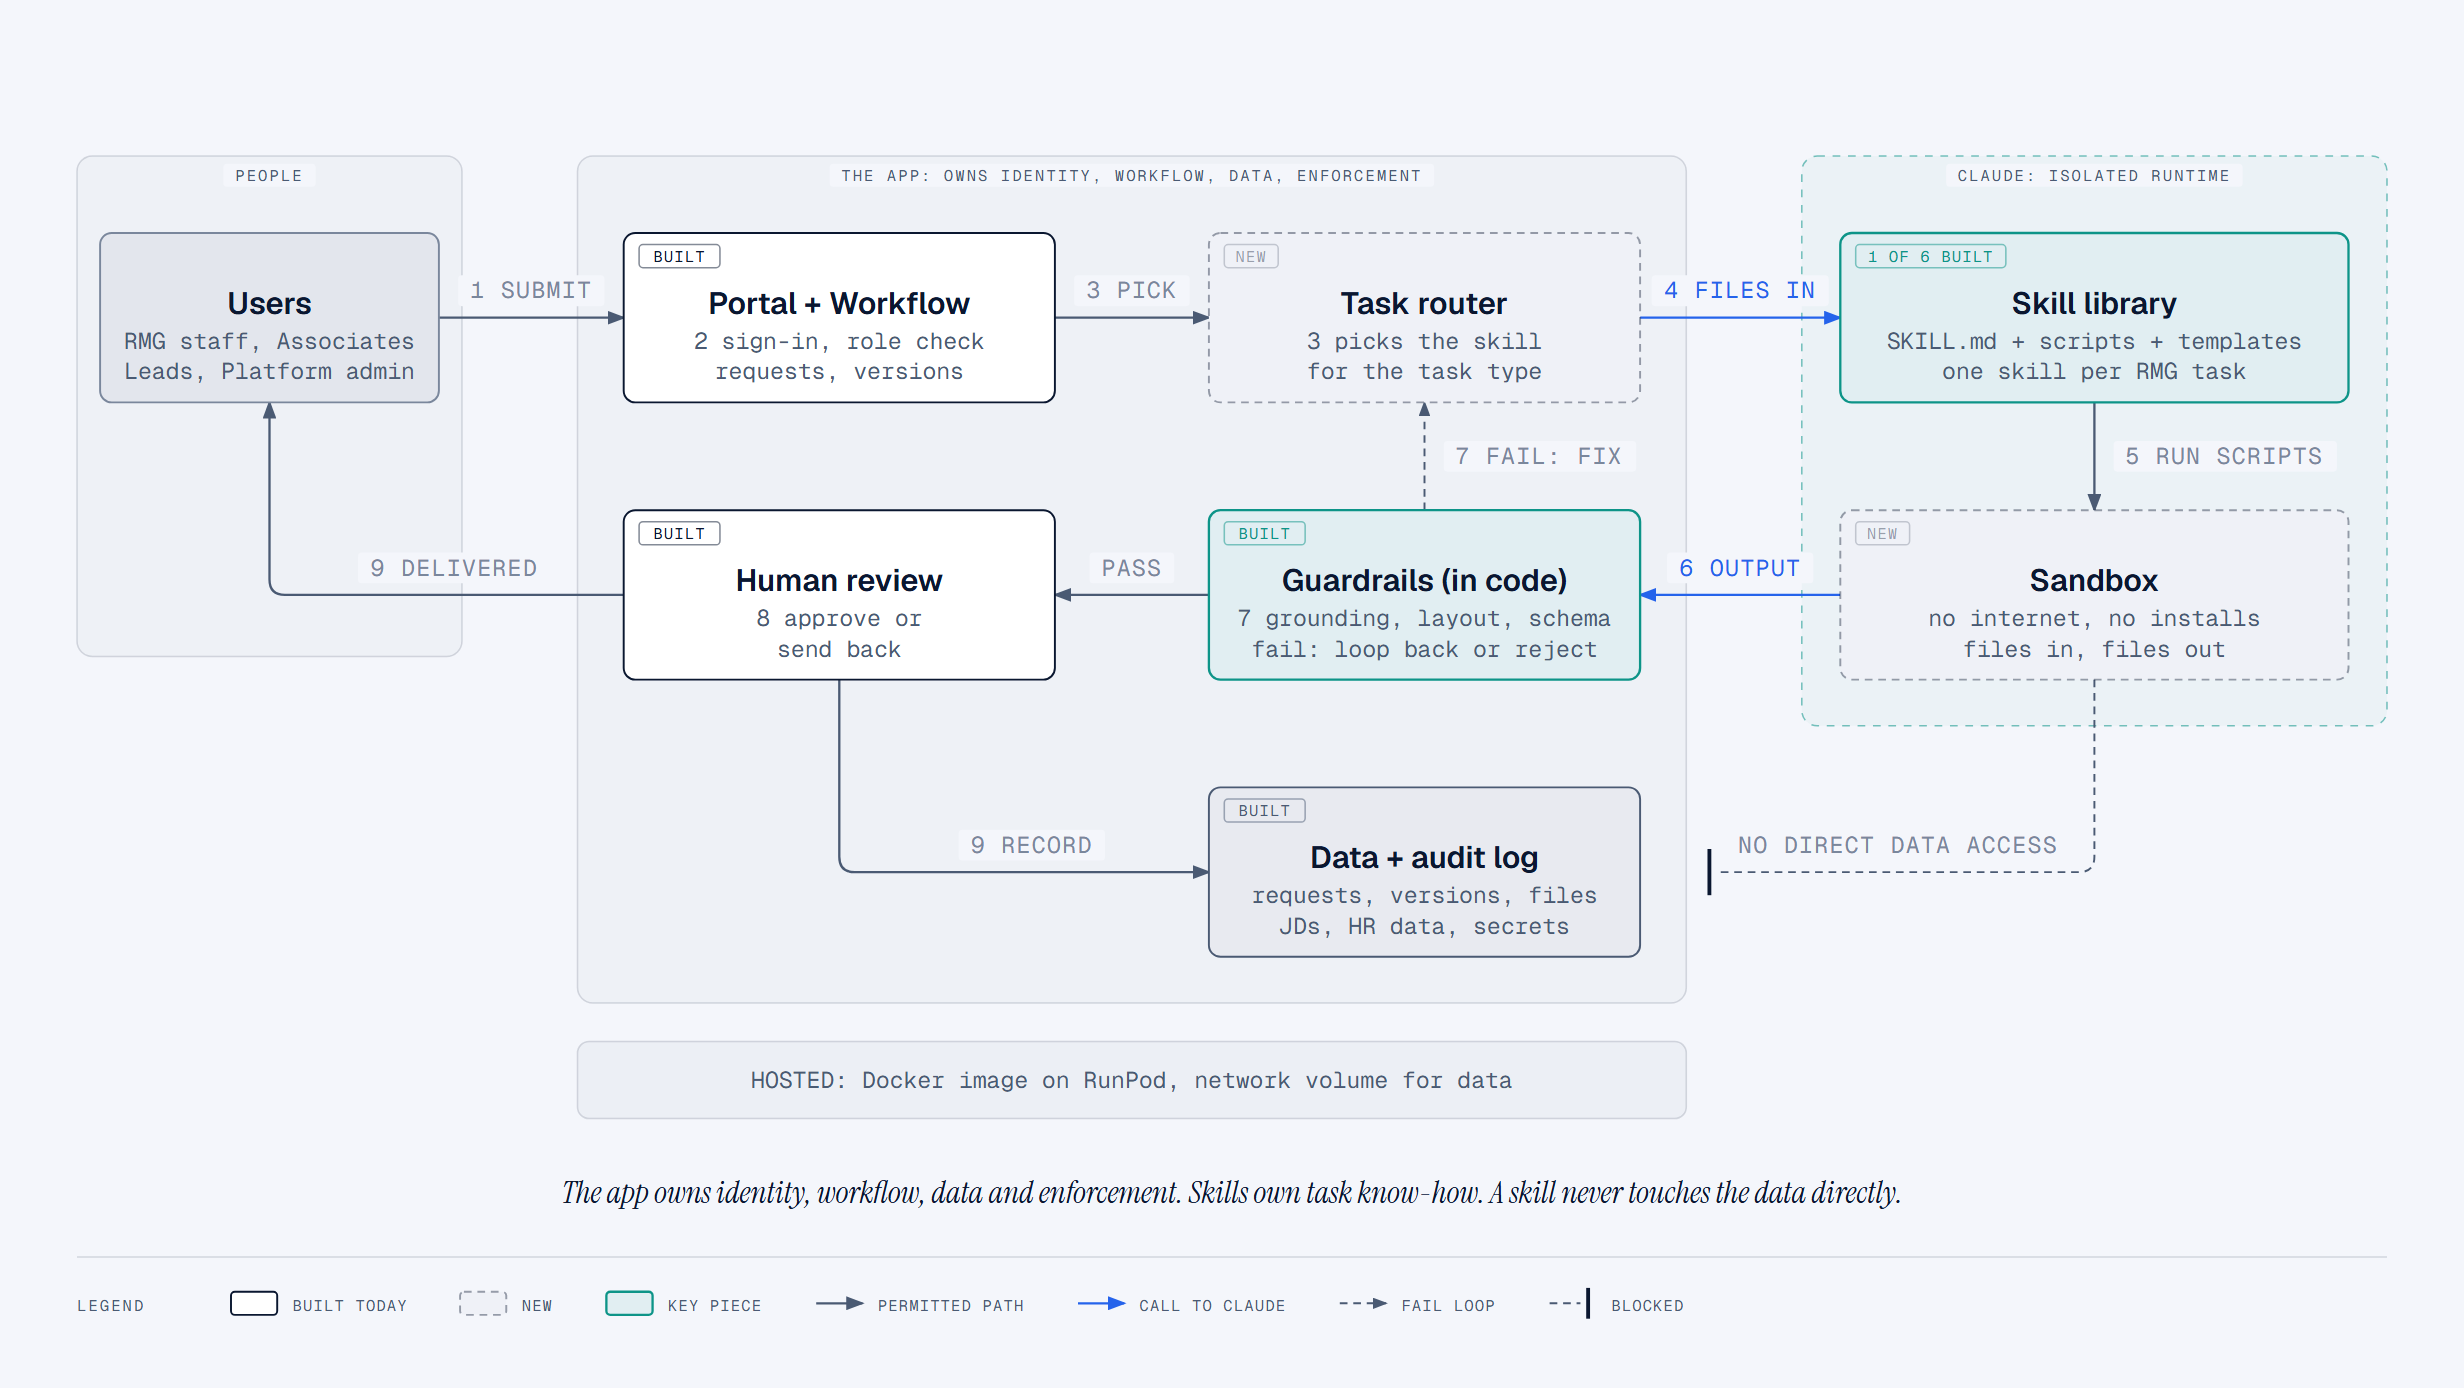 PEOPLE
THE APP: OWNS IDENTITY, WORKFLOW, DATA, ENFORCEMENT
CLAUDE: ISOLATED RUNTIME
Users
RMG staff, Associates
Leads, Platform admin
1 SUBMIT
BUILT
Portal + Workflow
2 sign-in, role check
requests, versions
3 PICK
NEW
Task router
3 picks the skill
for the task type
4 FILES IN
1 OF 6 BUILT
Skill library
SKILL.md + scripts + templates
one skill per RMG task
7 FAIL: FIX
5 RUN SCRIPTS
9 DELIVERED
BUILT
Human review
8 approve or
send back
PASS
BUILT
Guardrails (in code)
7 grounding, layout, schema
fail: loop back or reject
6 OUTPUT
NEW
Sandbox
no internet, no installs
files in, files out
9 RECORD
BUILT
Data + audit log
requests, versions, files
JDs, HR data, secrets
NO DIRECT DATA ACCESS
HOSTED: Docker image on RunPod, network volume for data
The app owns identity, workflow, data and enforcement. Skills own task know-how. A skill never touches the data directly.
LEGEND
BUILT TODAY
NEW
KEY PIECE
PERMITTED PATH
CALL TO CLAUDE
FAIL LOOP
BLOCKED